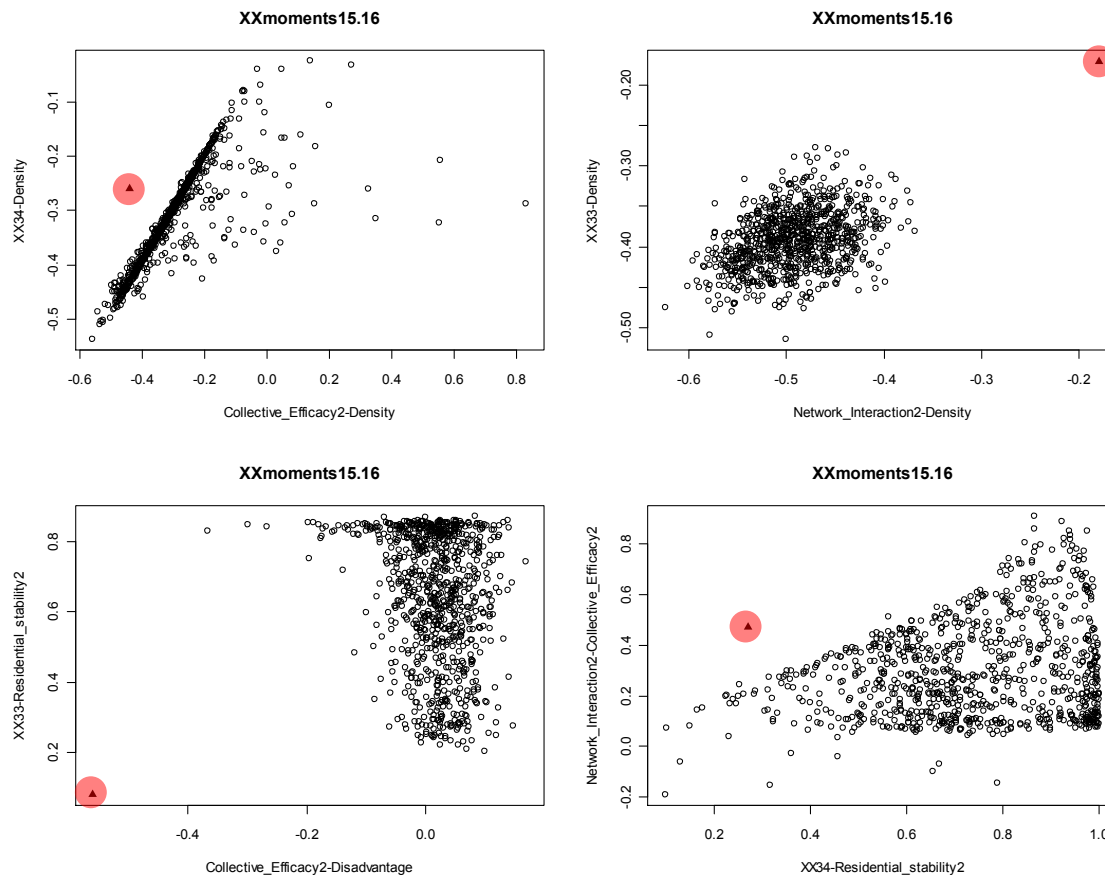 XXmoments15.16
XX34-Density
-0.1
-0.2
-0.3
-0.4
-0.5
-0.6 -0.4 -0.2 0.0 0.2 0.4 0.6 0.8
Collective_Efficacy2-Density
XXmoments15.16
XX33-Density
-0.20
-0.30
-0.40
-0.50
-0.6 -0.5 -0.4 -0.3 -0.2
Network_Interaction2-Density
XXmoments15.16
XX33-Residential_stability2
0.8
0.6
0.4
0.2
-0.4 -0.2 0.0
Collective_Efficacy2-Disadvantage
XXmoments15.16
Network_Interaction2-Collective_Efficacy2
0.8
0.6
0.4
0.2
0.0
-0.2
0.2 0.4 0.6 0.8 1.0
XX34-Residential_stability2